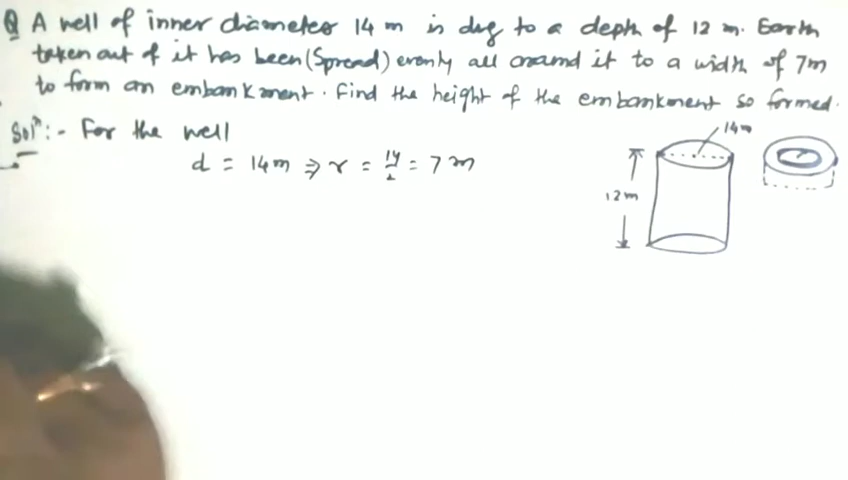 Q A well of inner diameter 14 m is dug to a depth of 12 m. Earth
taken out of it has been (Spread) evenly all around it to a width of 7m
to form an embankment. Find the height of the embankment so formed.
Solⁿ:- For the well
d = 14m ⇒ r = 14/2 = 7 m
14m
12m